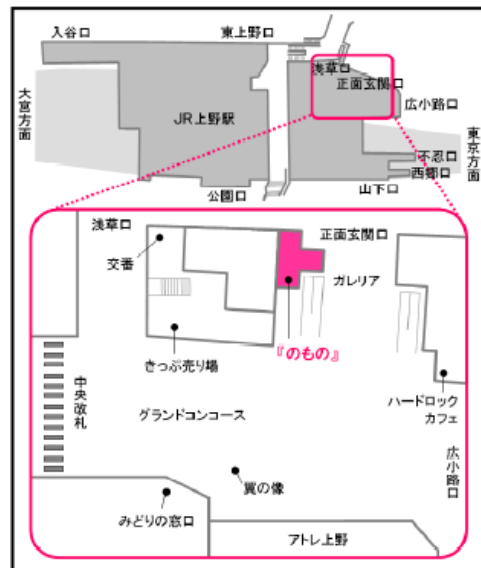 入谷口
東上野口
浅草口
正面玄関口
広小路口
大宮方面
JR上野駅
東京方面
不忍口
西郷口
山下口
公園口
浅草口
正面玄関口
交番
ガレリア
『のもの』
きっぷ売り場
中央改札
ハードロック
カフェ
グランドコンコース
広小路口
翼の像
みどりの窓口
アトレ上野